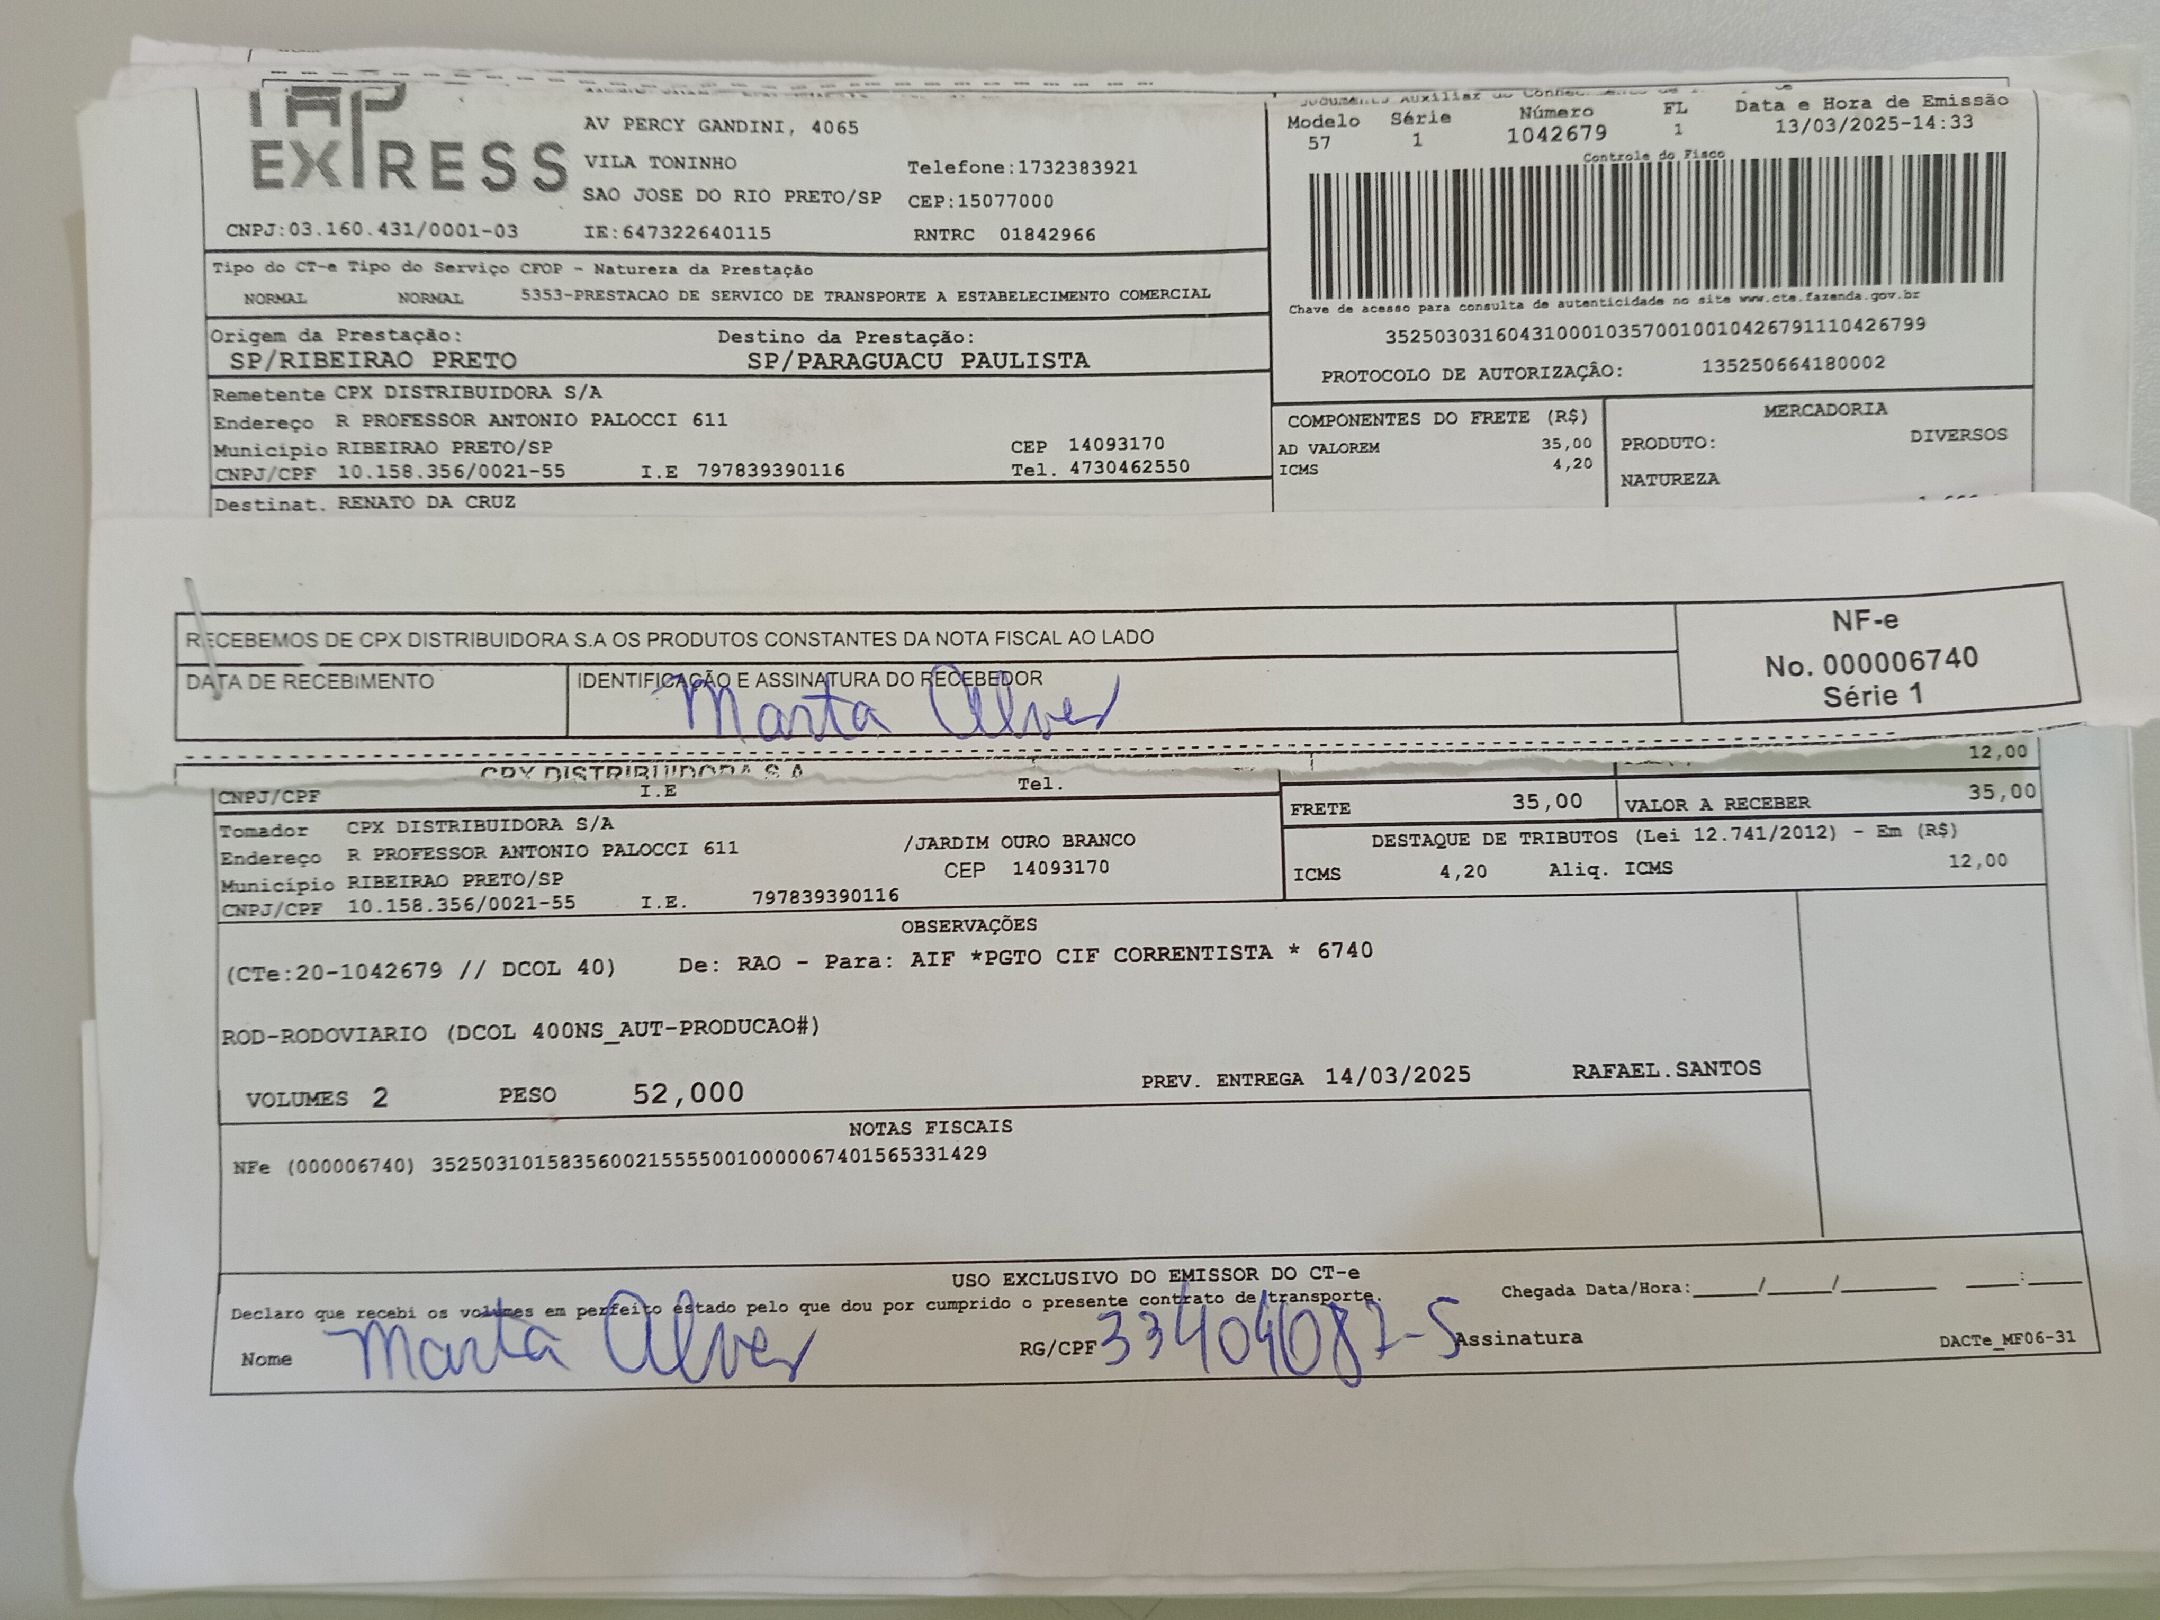 TAP
EXPRESS
AV PERCY GANDINI, 4065
VILA TONINHO Telefone:1732383921
SAO JOSE DO RIO PRETO/SP CEP:15077000
CNPJ:03.160.431/0001-03 IE:647322640115 RNTRC 01842966
Modelo Série Número FL Data e Hora de Emissão
57 1 1042679 1 13/03/2025-14:33
Controle do Fisco
Chave de acesso para consulta de autenticidade no site www.cte.fazenda.gov.br
35250303160431000103570010010426791110426799
PROTOCOLO DE AUTORIZAÇÂO: 135250664180002
Tipo do CT-e Tipo do Serviço CFOP - Natureza da Prestação
NORMAL NORMAL 5353-PRESTACAO DE SERVICO DE TRANSPORTE A ESTABELECIMENTO COMERCIAL
Origem da Prestação: Destino da Prestação:
SP/RIBEIRAO PRETO SP/PARAGUACU PAULISTA
Remetente CPX DISTRIBUIDORA S/A
Endereço R PROFESSOR ANTONIO PALOCCI 611
Município RIBEIRAO PRETO/SP CEP 14093170
CNPJ/CPF 10.158.356/0021-55 I.E 797839390116 Tel. 4730462550
Destinat. RENATO DA CRUZ
COMPONENTES DO FRETE (R$)
AD VALOREM 35,00
ICMS 4,20
MERCADORIA
PRODUTO: DIVERSOS
NATUREZA
RECEBEMOS DE CPX DISTRIBUIDORA S.A OS PRODUTOS CONSTANTES DA NOTA FISCAL AO LADO
DATA DE RECEBIMENTO IDENTIFICAÇÃO E ASSINATURA DO RECEBEDOR
Marta Alves
NF-e
No. 000006740
Série 1
CPX DISTRIBUIDORA S.A
12,00
CNPJ/CPF I.E Tel.
FRETE 35,00 VALOR A RECEBER 35,00
Tomador CPX DISTRIBUIDORA S/A
Endereço R PROFESSOR ANTONIO PALOCCI 611 /JARDIM OURO BRANCO
Município RIBEIRAO PRETO/SP CEP 14093170
CNPJ/CPF 10.158.356/0021-55 I.E. 797839390116
DESTAQUE DE TRIBUTOS (Lei 12.741/2012) - Em (R$)
ICMS 4,20 Aliq. ICMS 12,00
OBSERVAÇÕES
(CTe:20-1042679 // DCOL 40) De: RAO - Para: AIF *PGTO CIF CORRENTISTA * 6740
ROD-RODOVIARIO (DCOL 400NS_AUT-PRODUCAO#)
VOLUMES 2 PESO 52,000 PREV. ENTREGA 14/03/2025 RAFAEL.SANTOS
NOTAS FISCAIS
NFe (000006740) 35250310158356002155550010000067401565331429
USO EXCLUSIVO DO EMISSOR DO CT-e
Declaro que recebi os volumes em perfeito estado pelo que dou por cumprido o presente contrato de transporte. Chegada Data/Hora:____/____/______ ___:___
Nome Marta Alves RG/CPF 33404087-5 Assinatura DACTe_MF06-31